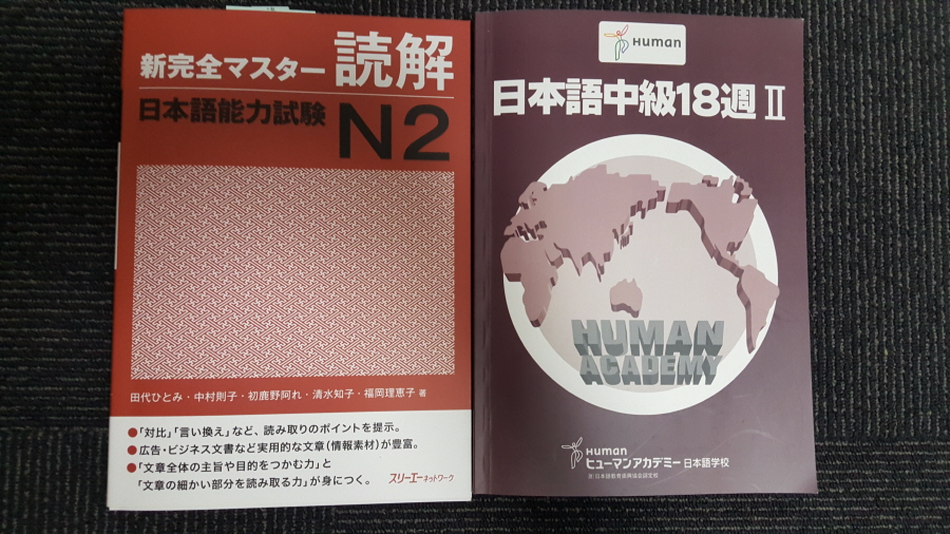 新完全マスター 読解
日本語能力試験 N2
田代ひとみ・中村則子・初鹿野阿れ・清水知子・福岡理恵子 著
●「対比」「言い換え」など、読み取りのポイントを提示。
●広告・ビジネス文書など実用的な文章(情報素材)が豊富。
●「文章全体の主旨や目的をつかむ力」と
「文章の細かい部分を読み取る力」が身につく。
スリーエーネットワーク
Human
日本語中級18週 II
HUMAN
ACADEMY
Human
ヒューマンアカデミー 日本語学校